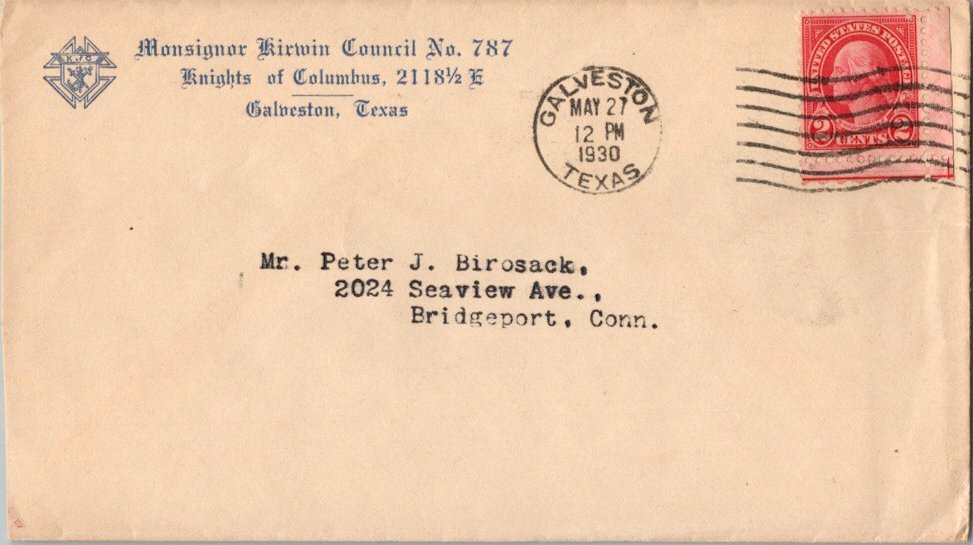 K of C
Monsignor Kirwin Council No. 787
Knights of Columbus, 2118½ E
Galveston, Texas
GALVESTON
MAY 27
12 PM
1930
TEXAS
UNITED STATES POSTAGE
2 CENTS 2
Mr. Peter J. Birosack,
2024 Seaview Ave.,
Bridgeport, Conn.